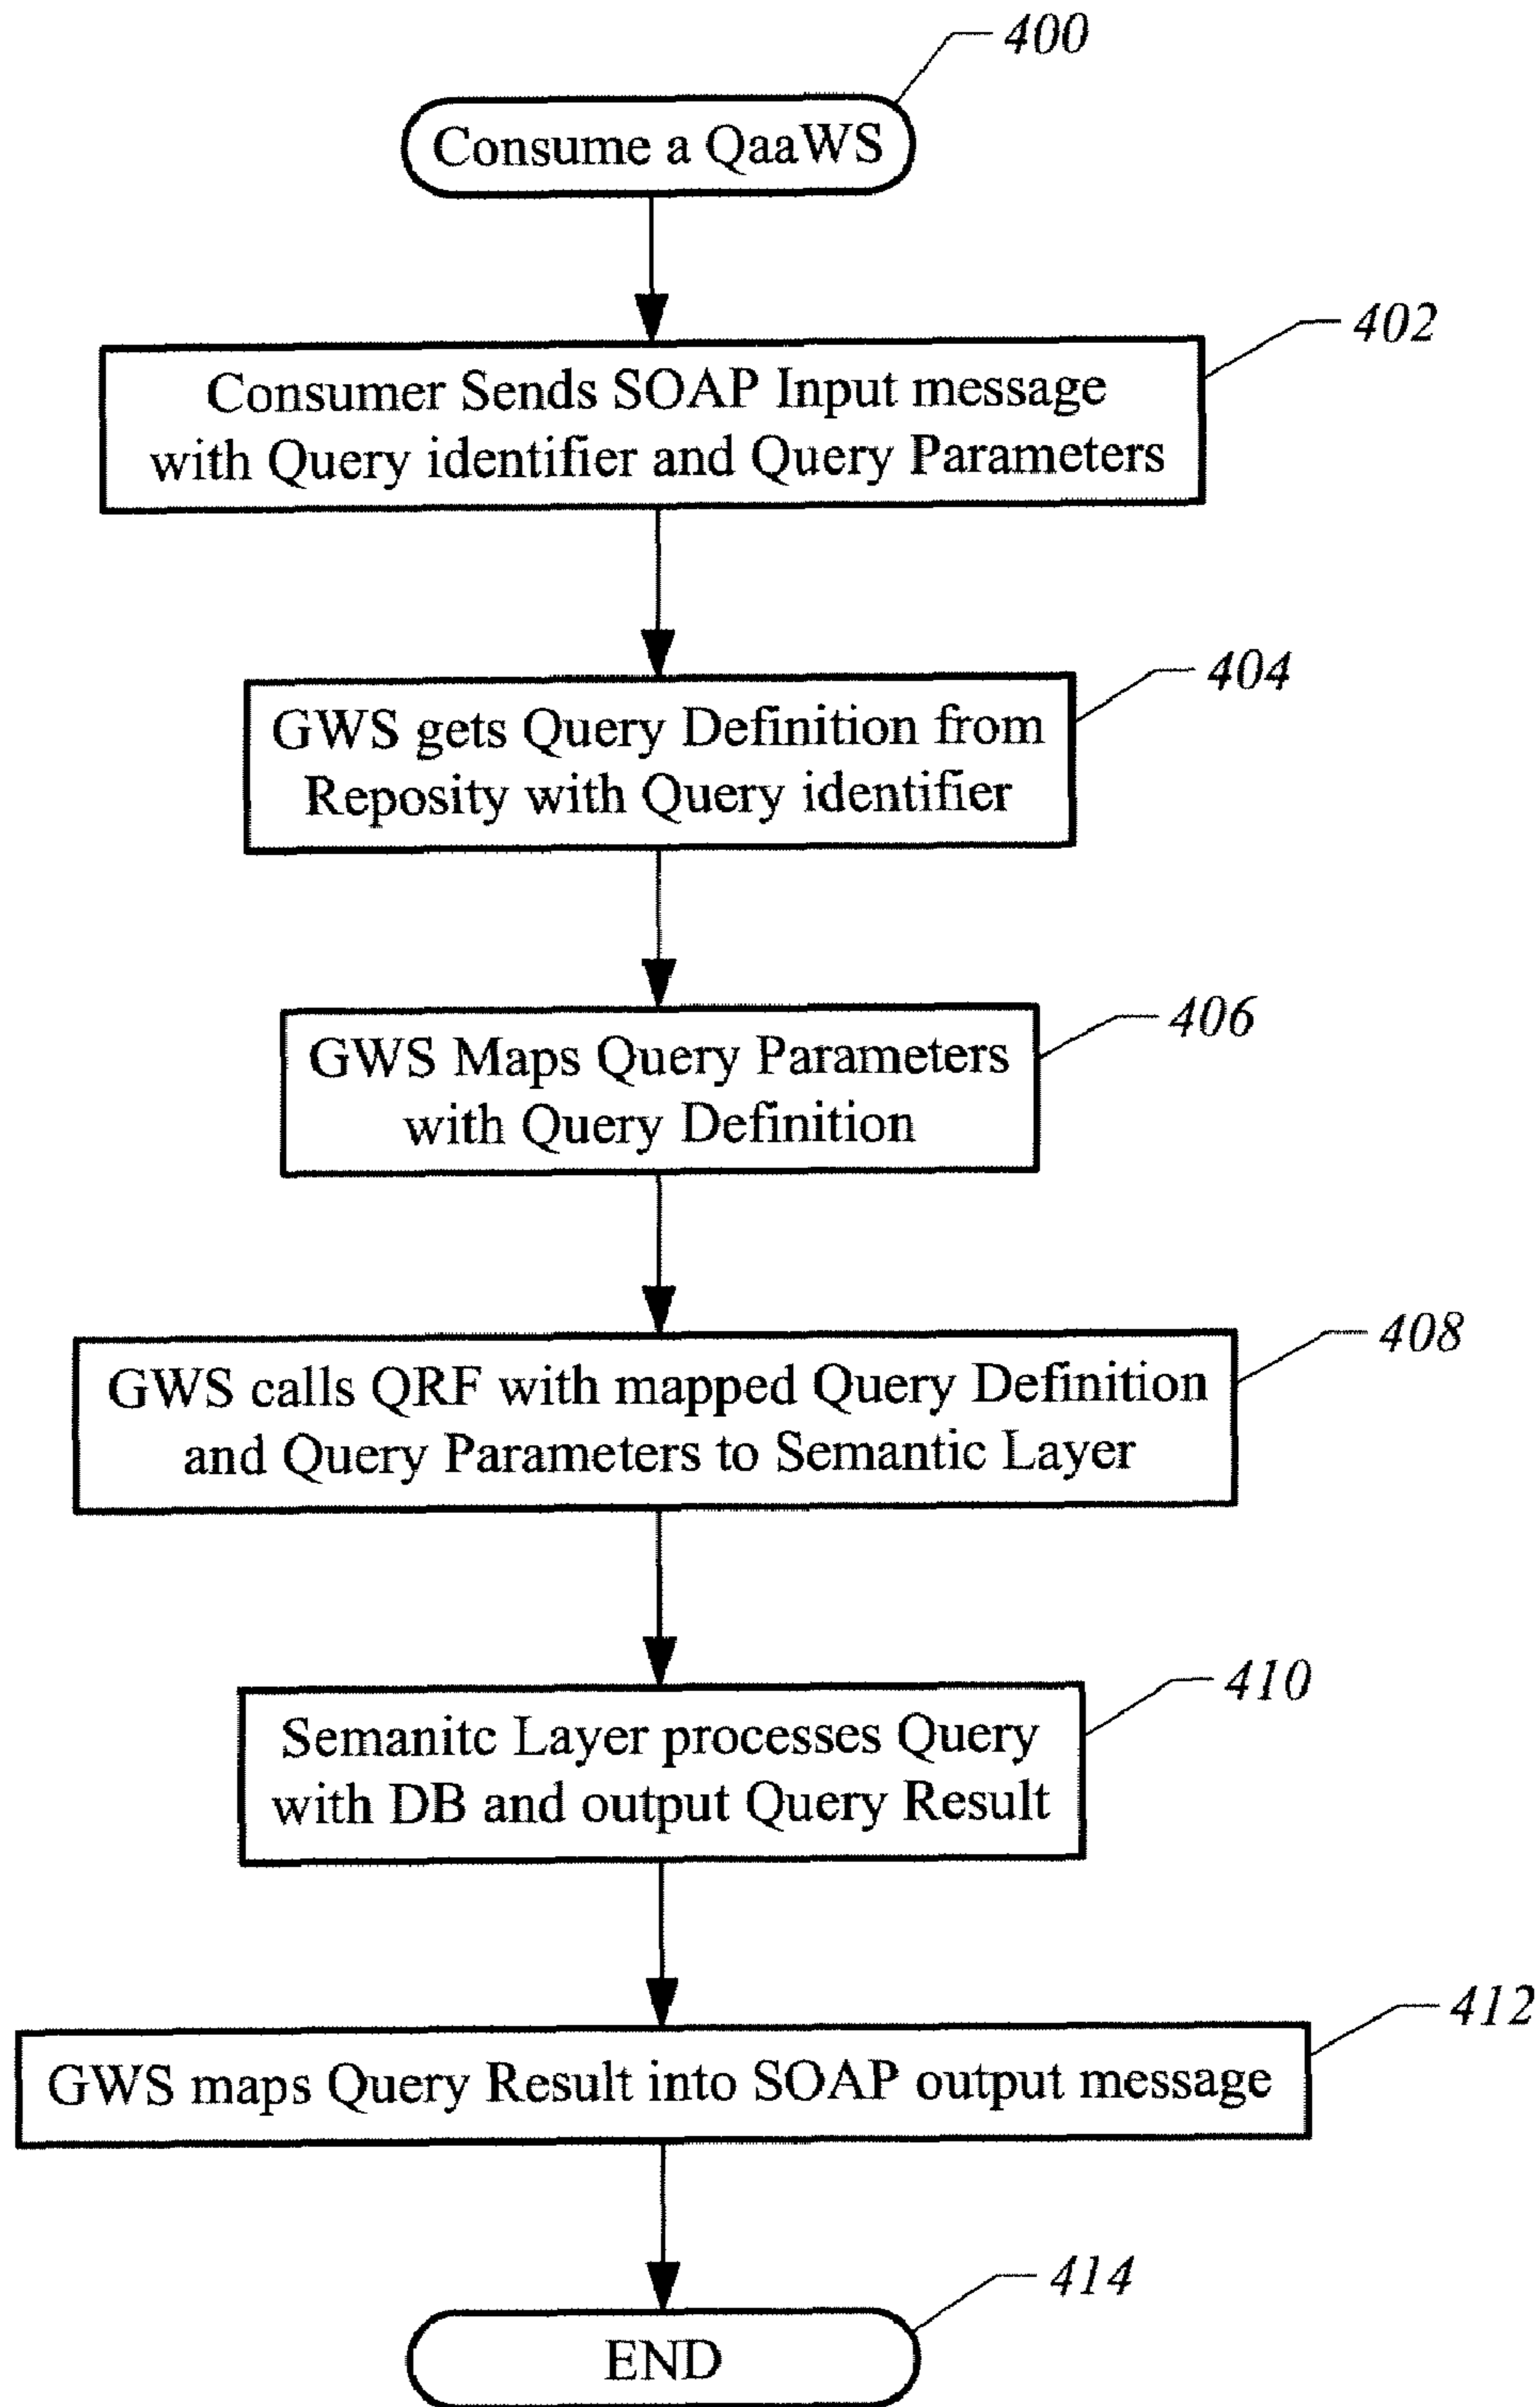 400
Consume a QaaWS
402
Consumer Sends SOAP Input message
with Query identifier and Query Parameters
404
GWS gets Query Definition from
Reposity with Query identifier
406
GWS Maps Query Parameters
with Query Definition
408
GWS calls QRF with mapped Query Definition
and Query Parameters to Semantic Layer
410
Semanitc Layer processes Query
with DB and output Query Result
412
GWS maps Query Result into SOAP output message
414
END